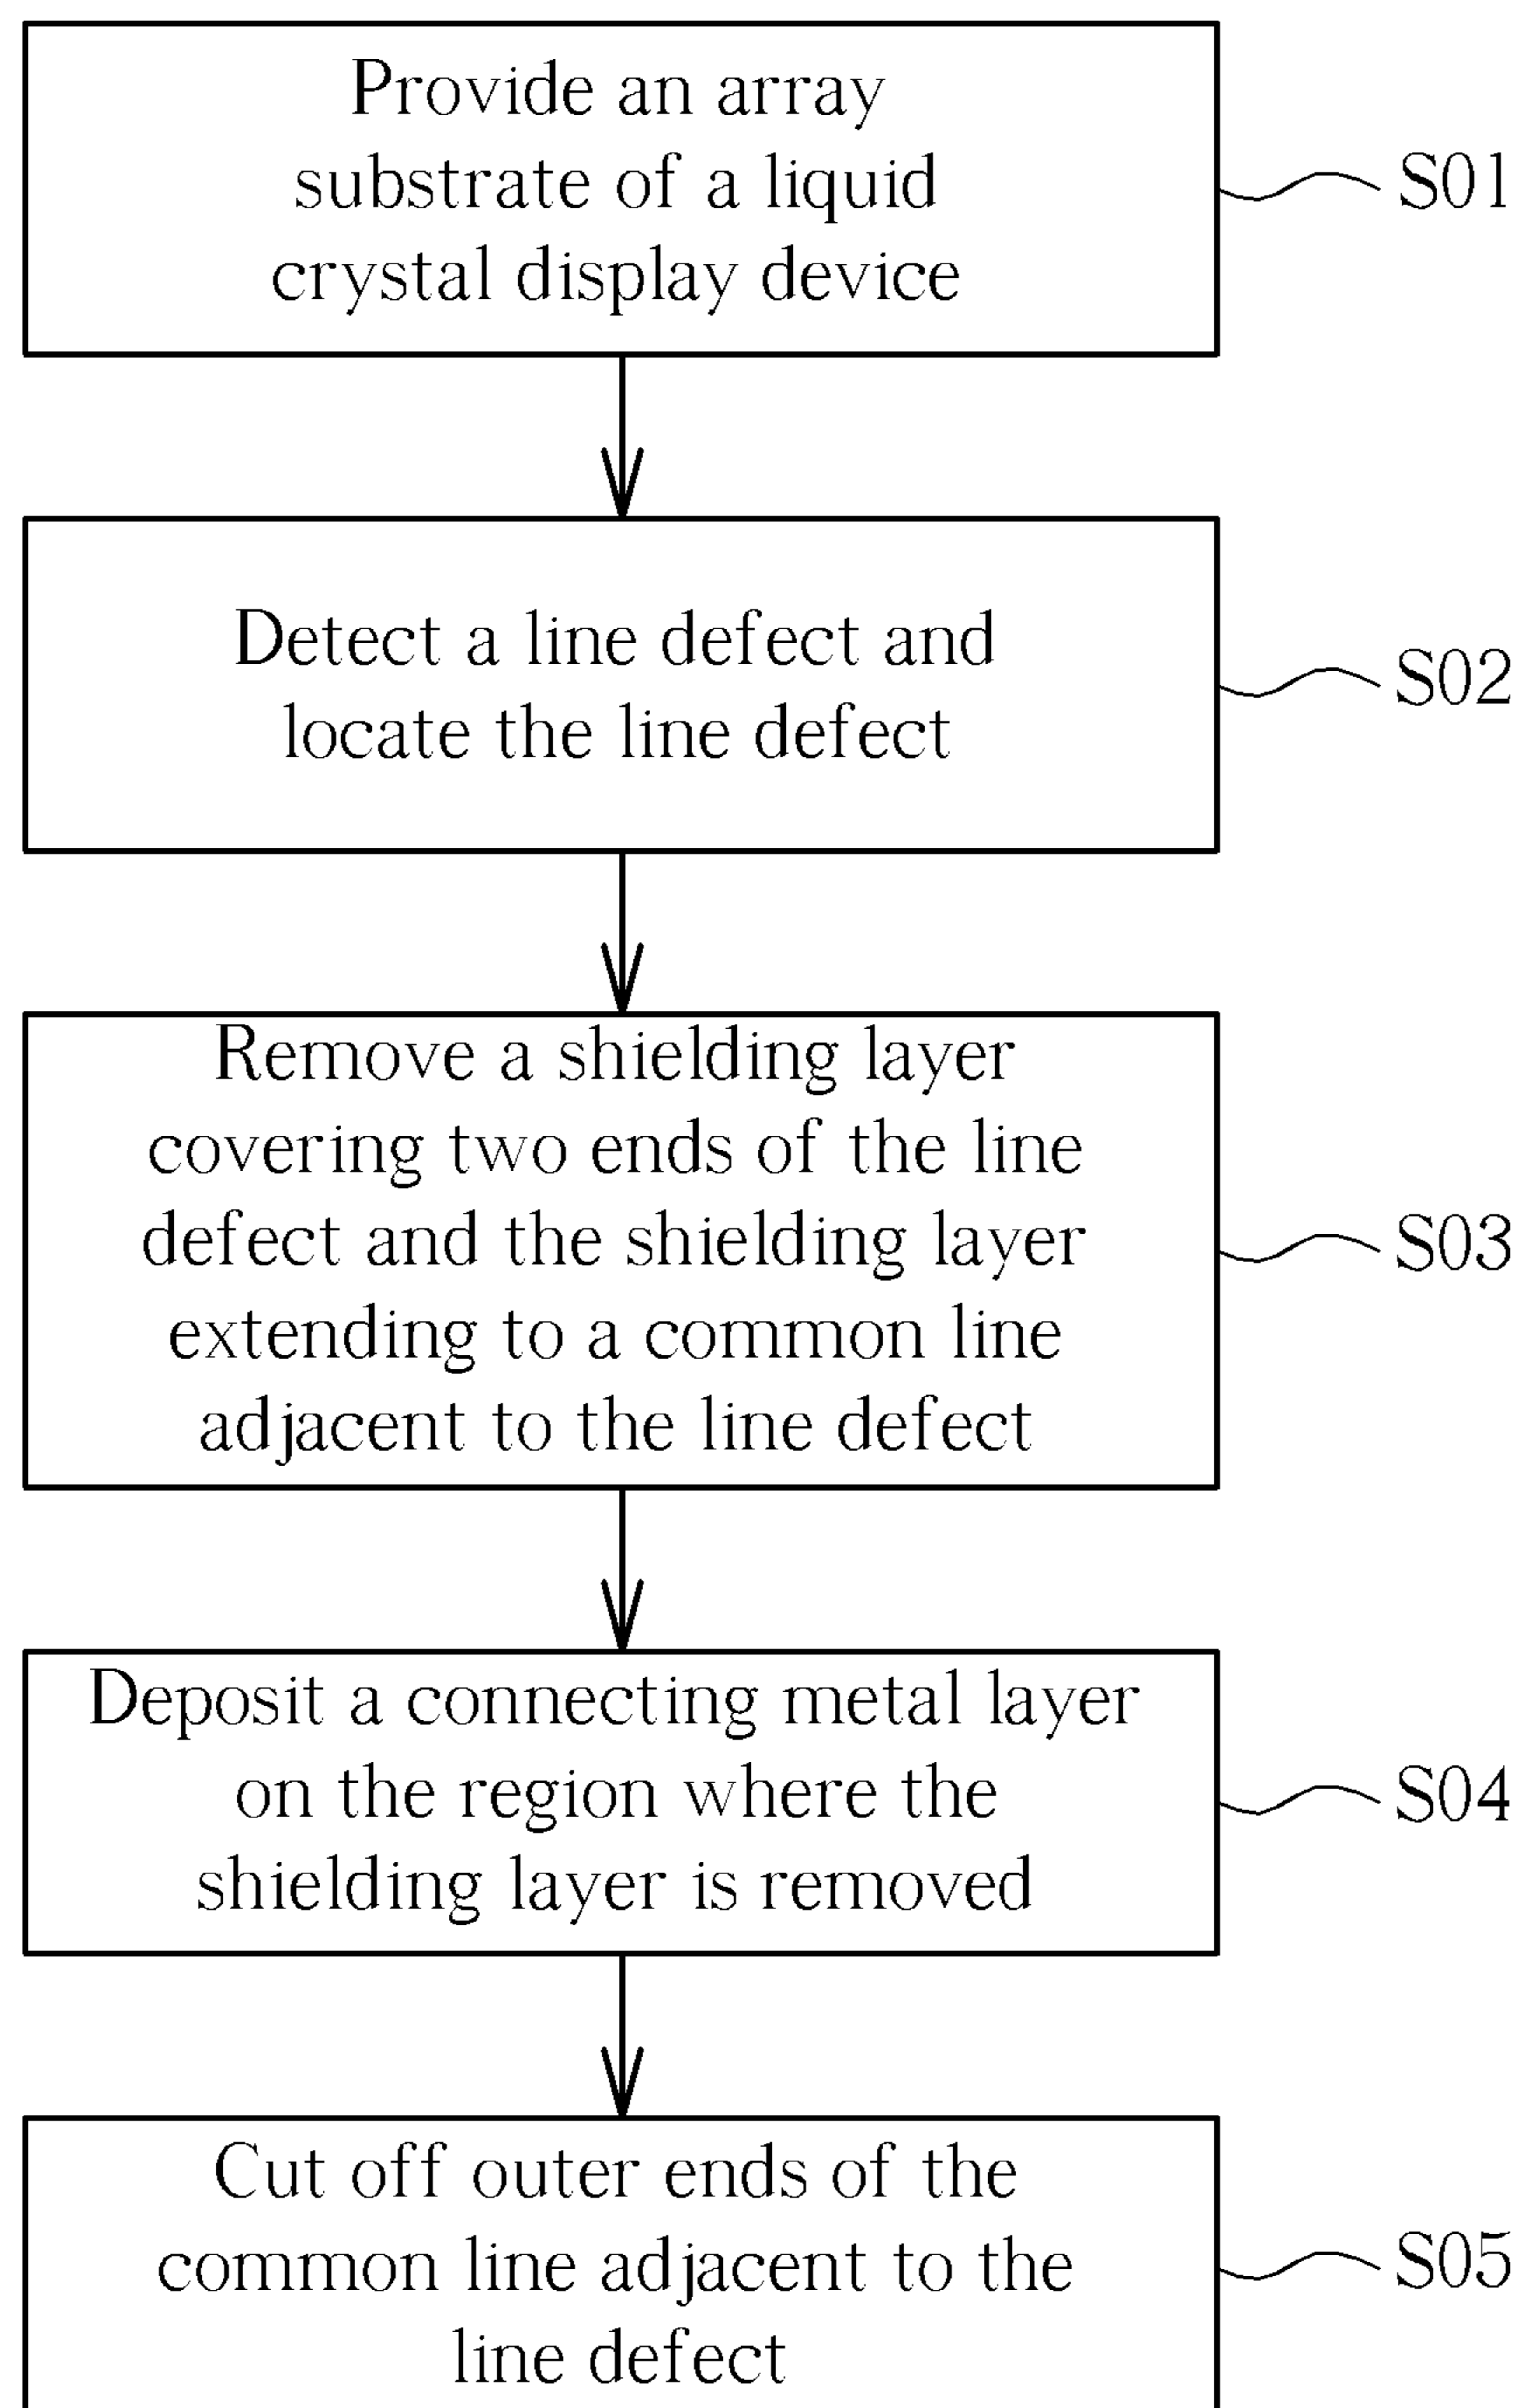 Provide an array
substrate of a liquid
crystal display device
S01
Detect a line defect and
locate the line defect
S02
Remove a shielding layer
covering two ends of the line
defect and the shielding layer
extending to a common line
adjacent to the line defect
S03
Deposit a connecting metal layer
on the region where the
shielding layer is removed
S04
Cut off outer ends of the
common line adjacent to the
line defect
S05